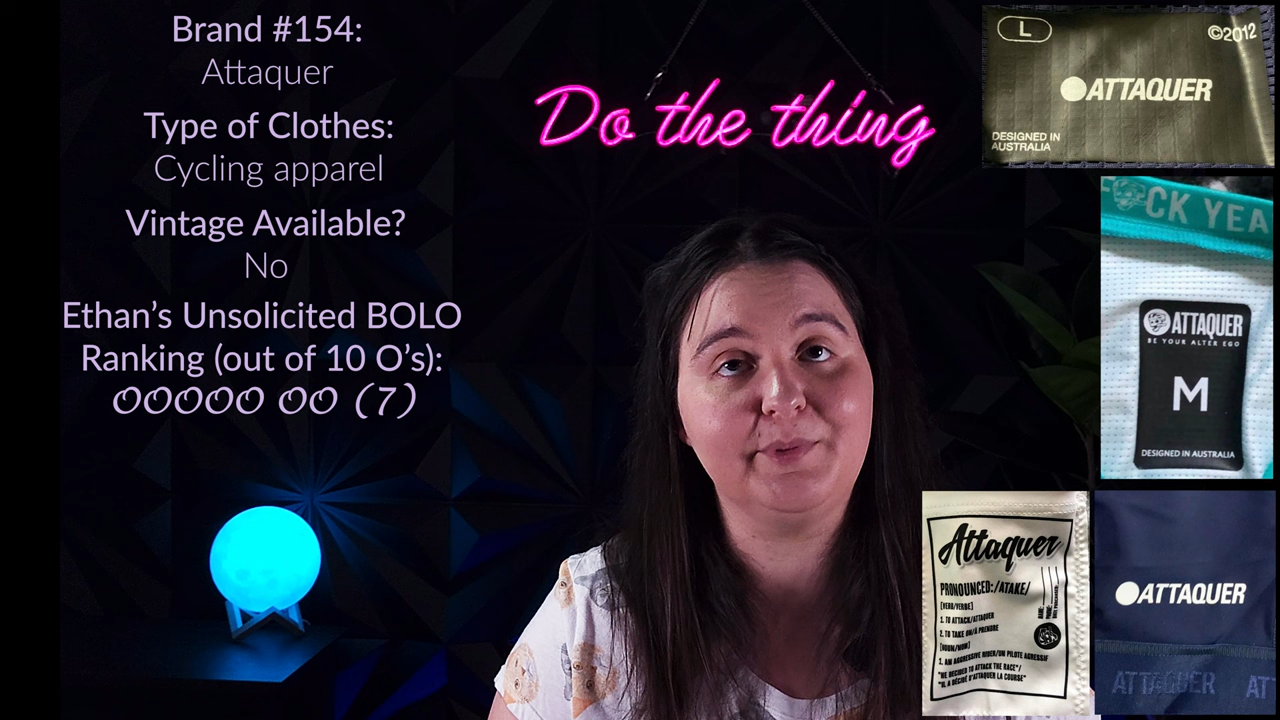 Brand #154:
Attaquer
Type of Clothes:
Cycling apparel
Vintage Available?
No
Ethan's Unsolicited BOLO
Ranking (out of 10 O's):
OOOOO OO (7)
Do the thing
L
©2012
ATTAQUER
DESIGNED IN
AUSTRALIA
F CK YEA
ATTAQUER
BE YOUR ALTER EGO
M
DESIGNED IN AUSTRALIA
Attaquer
PRONOUNCED:/ATAKE/
[VERB/VERBE]
1. TO ATTACK/ATTAQUER
2. TO TAKE ON/À PRENDRE
[NOUN/NOM]
1. AM AGGRESSIVE RIDER/UN PILOTE AGRESSIF
"HE DECIDED TO ATTACK THE RACE"/
"IL A DÉCIDÉ D'ATTAQUER LA COURSE"
ATTAQUER
ATTAQUER AT